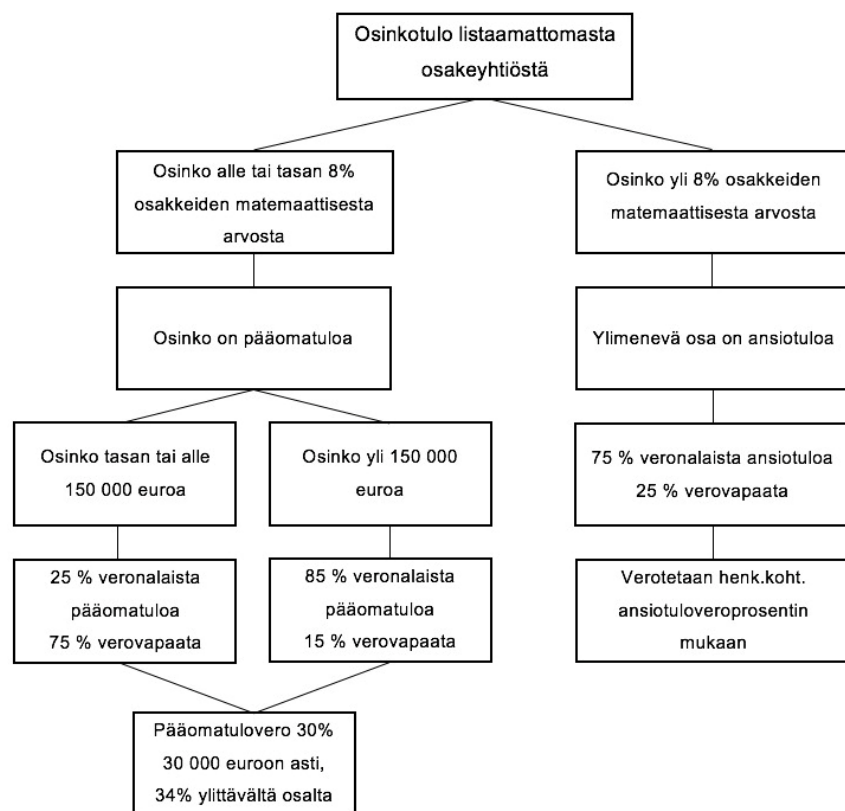 Osinkotulo listaamattomasta
osakeyhtiöstä
Osinko alle tai tasan 8%
osakkeiden matemaattisesta
arvosta
Osinko yli 8% osakkeiden
matemaattisesta arvosta
Osinko on pääomatuloa
Ylimenevä osa on ansiotuloa
Osinko tasan tai alle
150 000 euroa
Osinko yli 150 000
euroa
75 % veronalaista ansiotuloa
25 % verovapaata
25 % veronalaista
pääomatuloa
75 % verovapaata
85 % veronalaista
pääomatuloa
15 % verovapaata
Verotetaan henk.koht.
ansiotuloveroprosentin
mukaan
Pääomatulovero 30%
30 000 euroon asti,
34% ylittävältä osalta